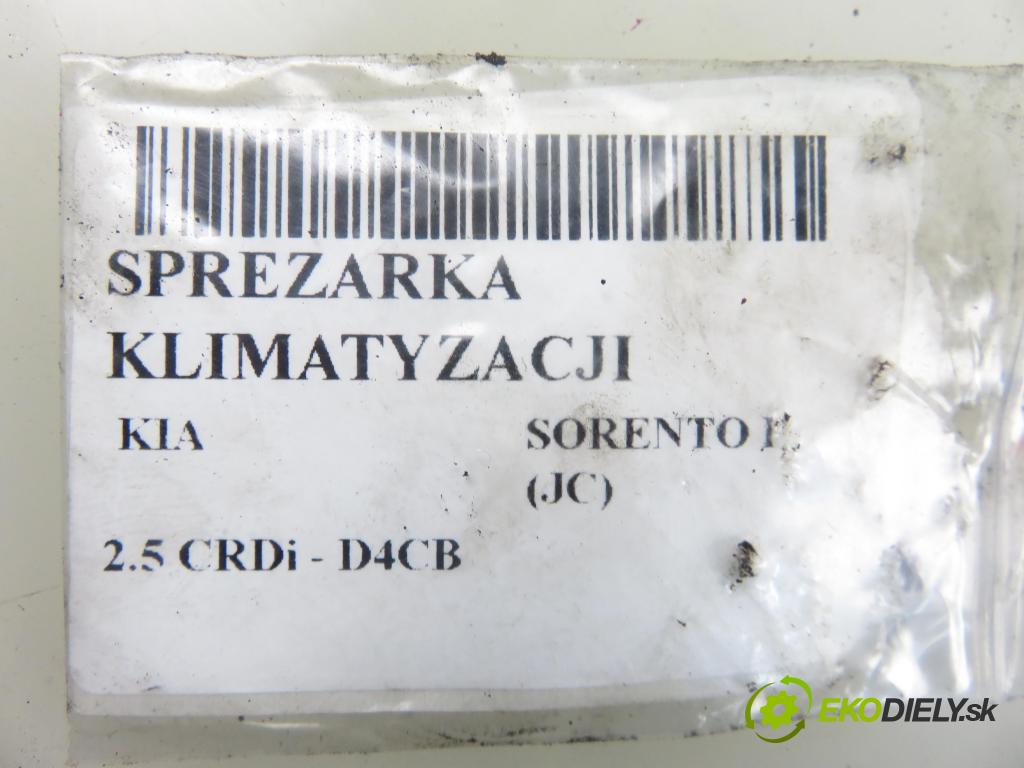 SPREZARKA
KLIMATYZACJI
KIA
SORENTO I
(JC)
2.5 CRDi - D4CB
EKODIELY.sk